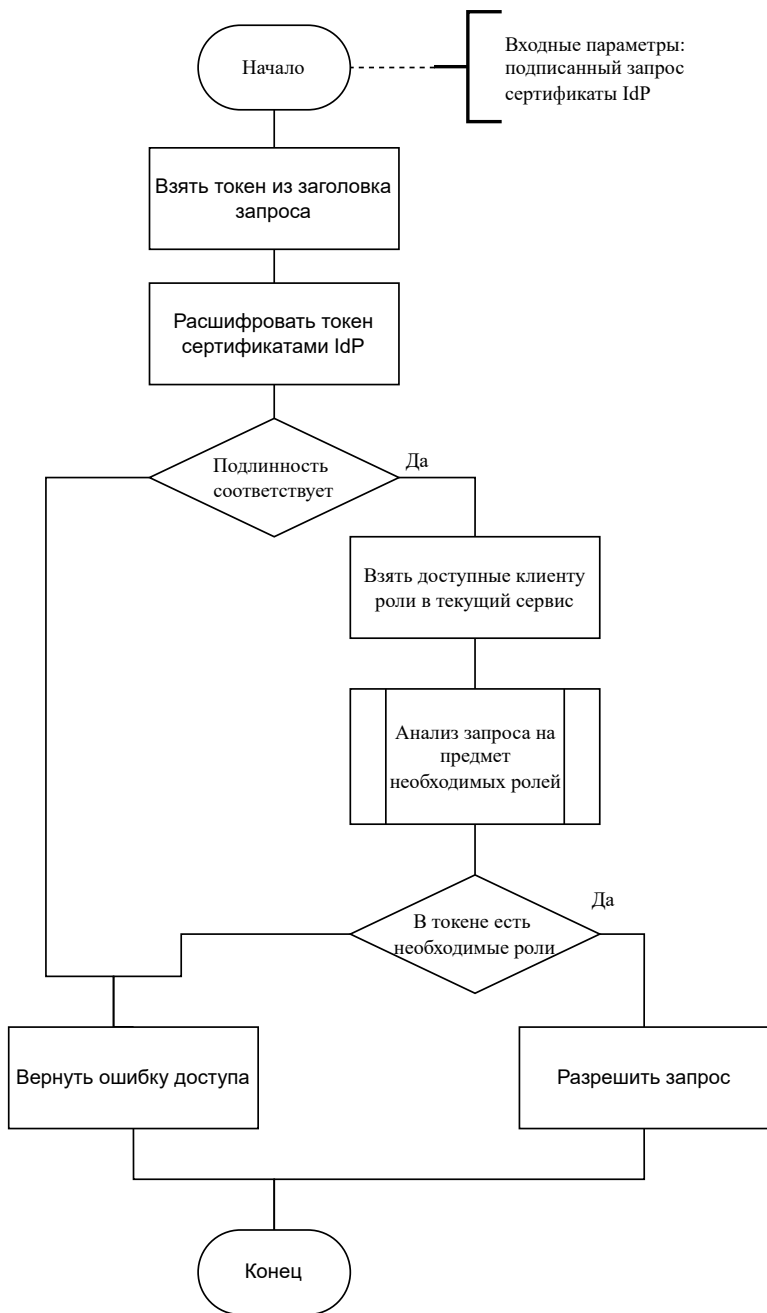 Начало
Входные параметры:
подписанный запрос
сертификаты IdP
Взять токен из заголовка
запроса
Расшифровать токен
сертификатами IdP
Подлинность
соответствует
Да
Взять доступные клиенту
роли в текущий сервис
Анализ запроса на
предмет
необходимых ролей
В токене есть
необходимые роли
Да
Вернуть ошибку доступа
Разрешить запрос
Конец